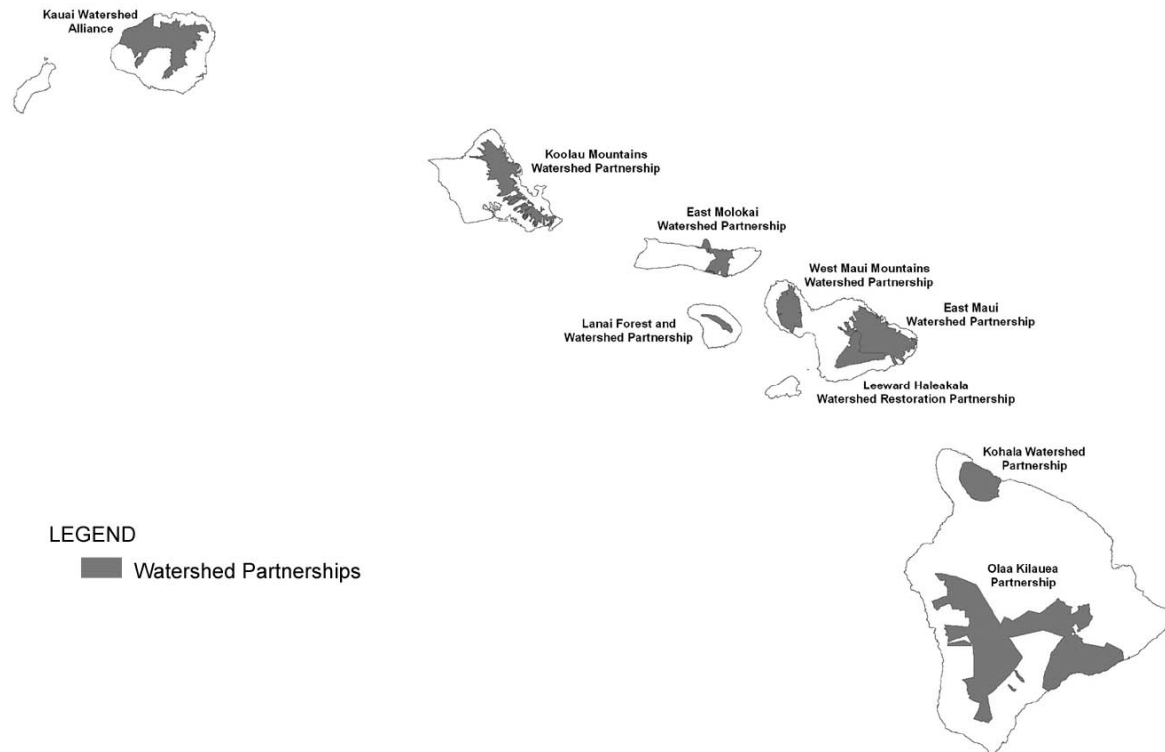 Kauai Watershed
Alliance
Koolau Mountains
Watershed Partnership
East Molokai
Watershed Partnership
West Maui Mountains
Watershed Partnership
East Maui
Watershed Partnership
Lanai Forest and
Watershed Partnership
Leeward Haleakala
Watershed Restoration Partnership
Kohala Watershed
Partnership
LEGEND
Watershed Partnerships
Olaa Kilauea
Partnership